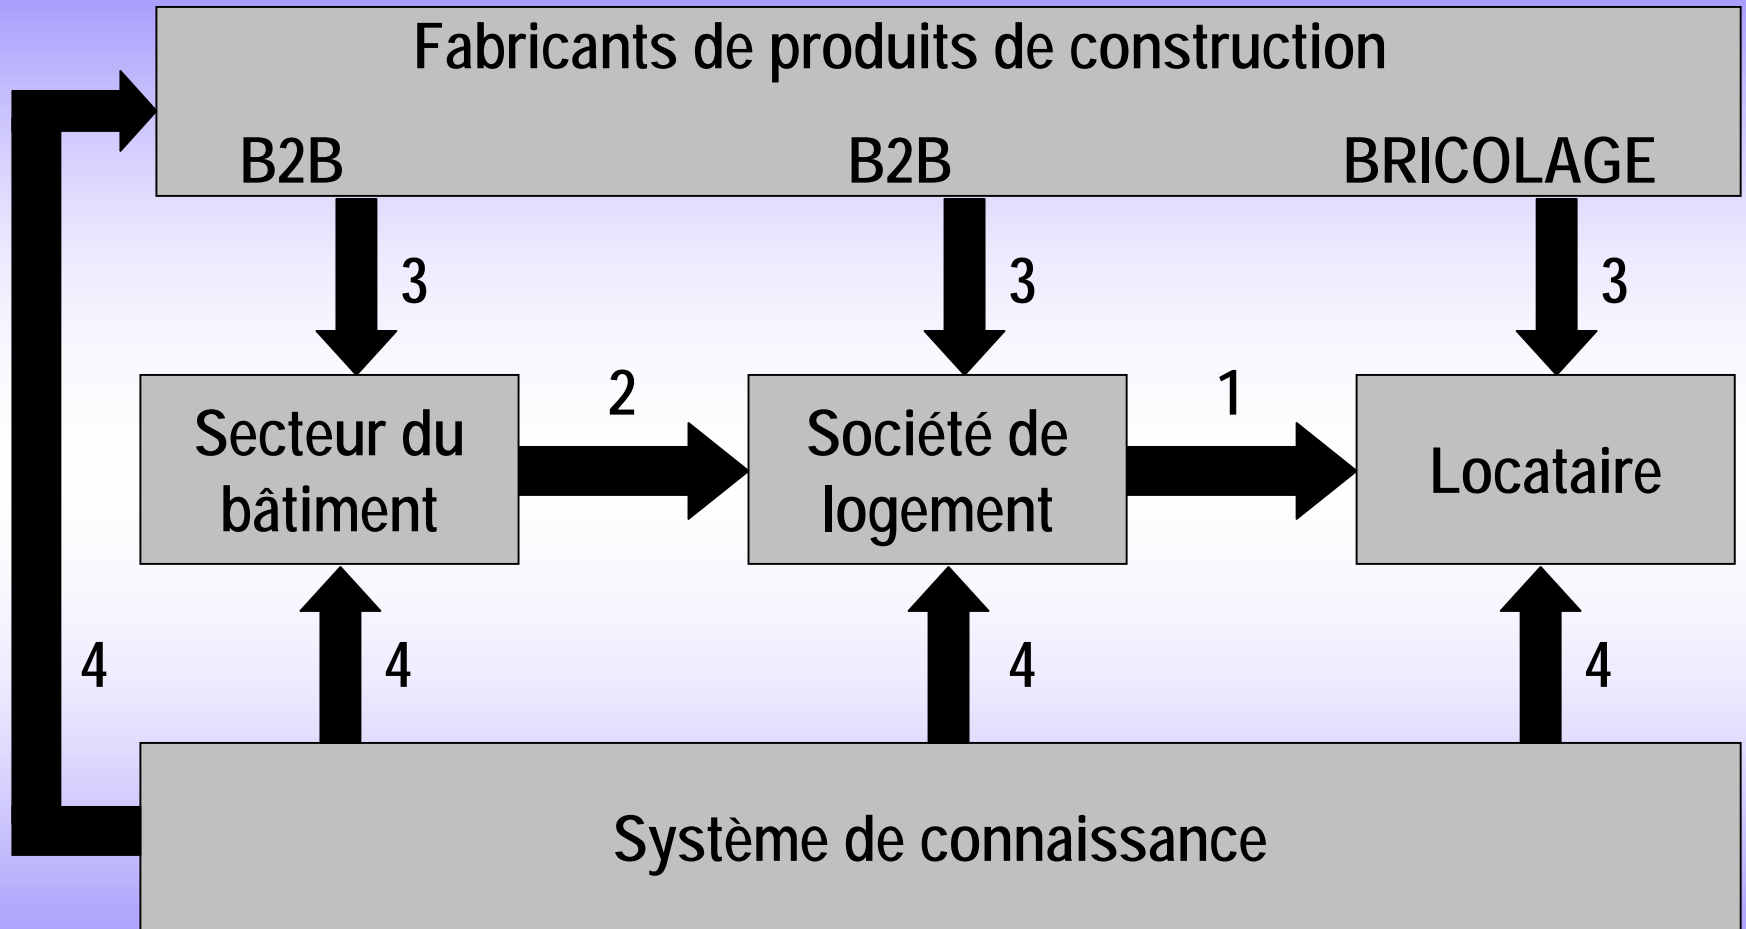 Fabricants de produits de construction
B2B B2B BRICOLAGE
3 3 3
2 1
Secteur du bâtiment
Société de logement
Locataire
4 4 4 4
Système de connaissance